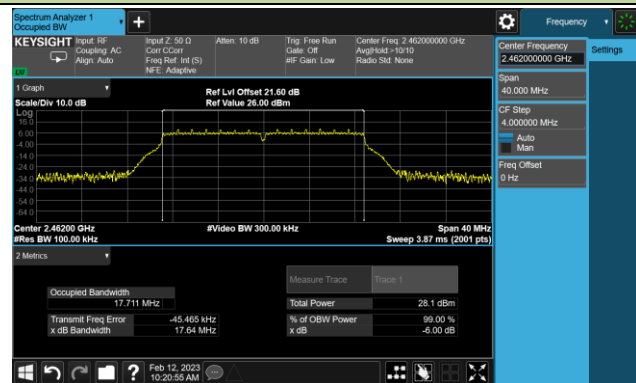 Spectrum Analyzer 1
Occupied BW
Frequency
KEYSIGHT
Input: RF
Coupling: AC
Align: Auto
Input Z: 50 Ω
Corr CCorr
Freq Ref: Int (S)
NFE: Adaptive
Atten: 10 dB
Trig: Free Run
Gate: Off
#IF Gain: Low
Center Freq: 2.462000000 GHz
Avg|Hold:>10/10
Radio Std: None
Center Frequency
2.462000000 GHz
Settings
Span
40.000 MHz
CF Step
4.000000 MHz
Auto
Man
Freq Offset
0 Hz
1 Graph
Scale/Div 10.0 dB
Ref Lvl Offset 21.60 dB
Ref Value 26.00 dBm
Log
16.0
6.00
-4.00
-14.0
-24.0
-34.0
-44.0
-54.0
-64.0
Center 2.46200 GHz
#Video BW 300.00 kHz
Span 40 MHz
#Res BW 100.00 kHz
Sweep 3.87 ms (2001 pts)
2 Metrics
Measure Trace
Trace 1
Occupied Bandwidth
17.711 MHz
Total Power
28.1 dBm
Transmit Freq Error
-45.465 kHz
% of OBW Power
99.00 %
x dB Bandwidth
17.64 MHz
x dB
-6.00 dB
?
Feb 12, 2023
10:20:55 AM